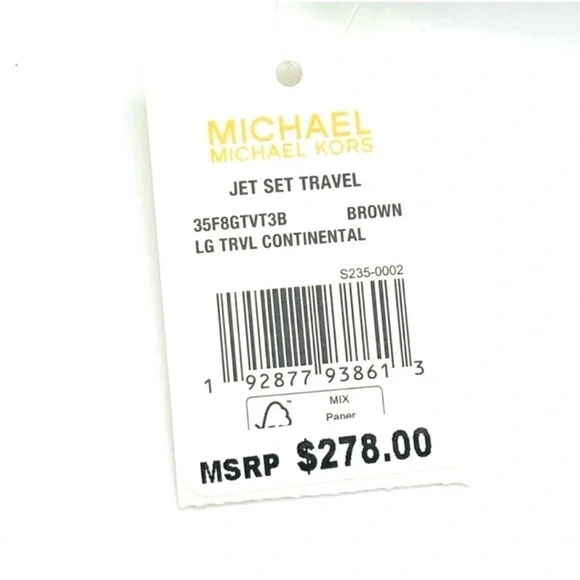 MICHAEL
MICHAEL KORS
JET SET TRAVEL
35F8GTVT3B BROWN
LG TRVL CONTINENTAL
S235-0002
1 92877 93861 3
MIX
Paper
MSRP $278.00